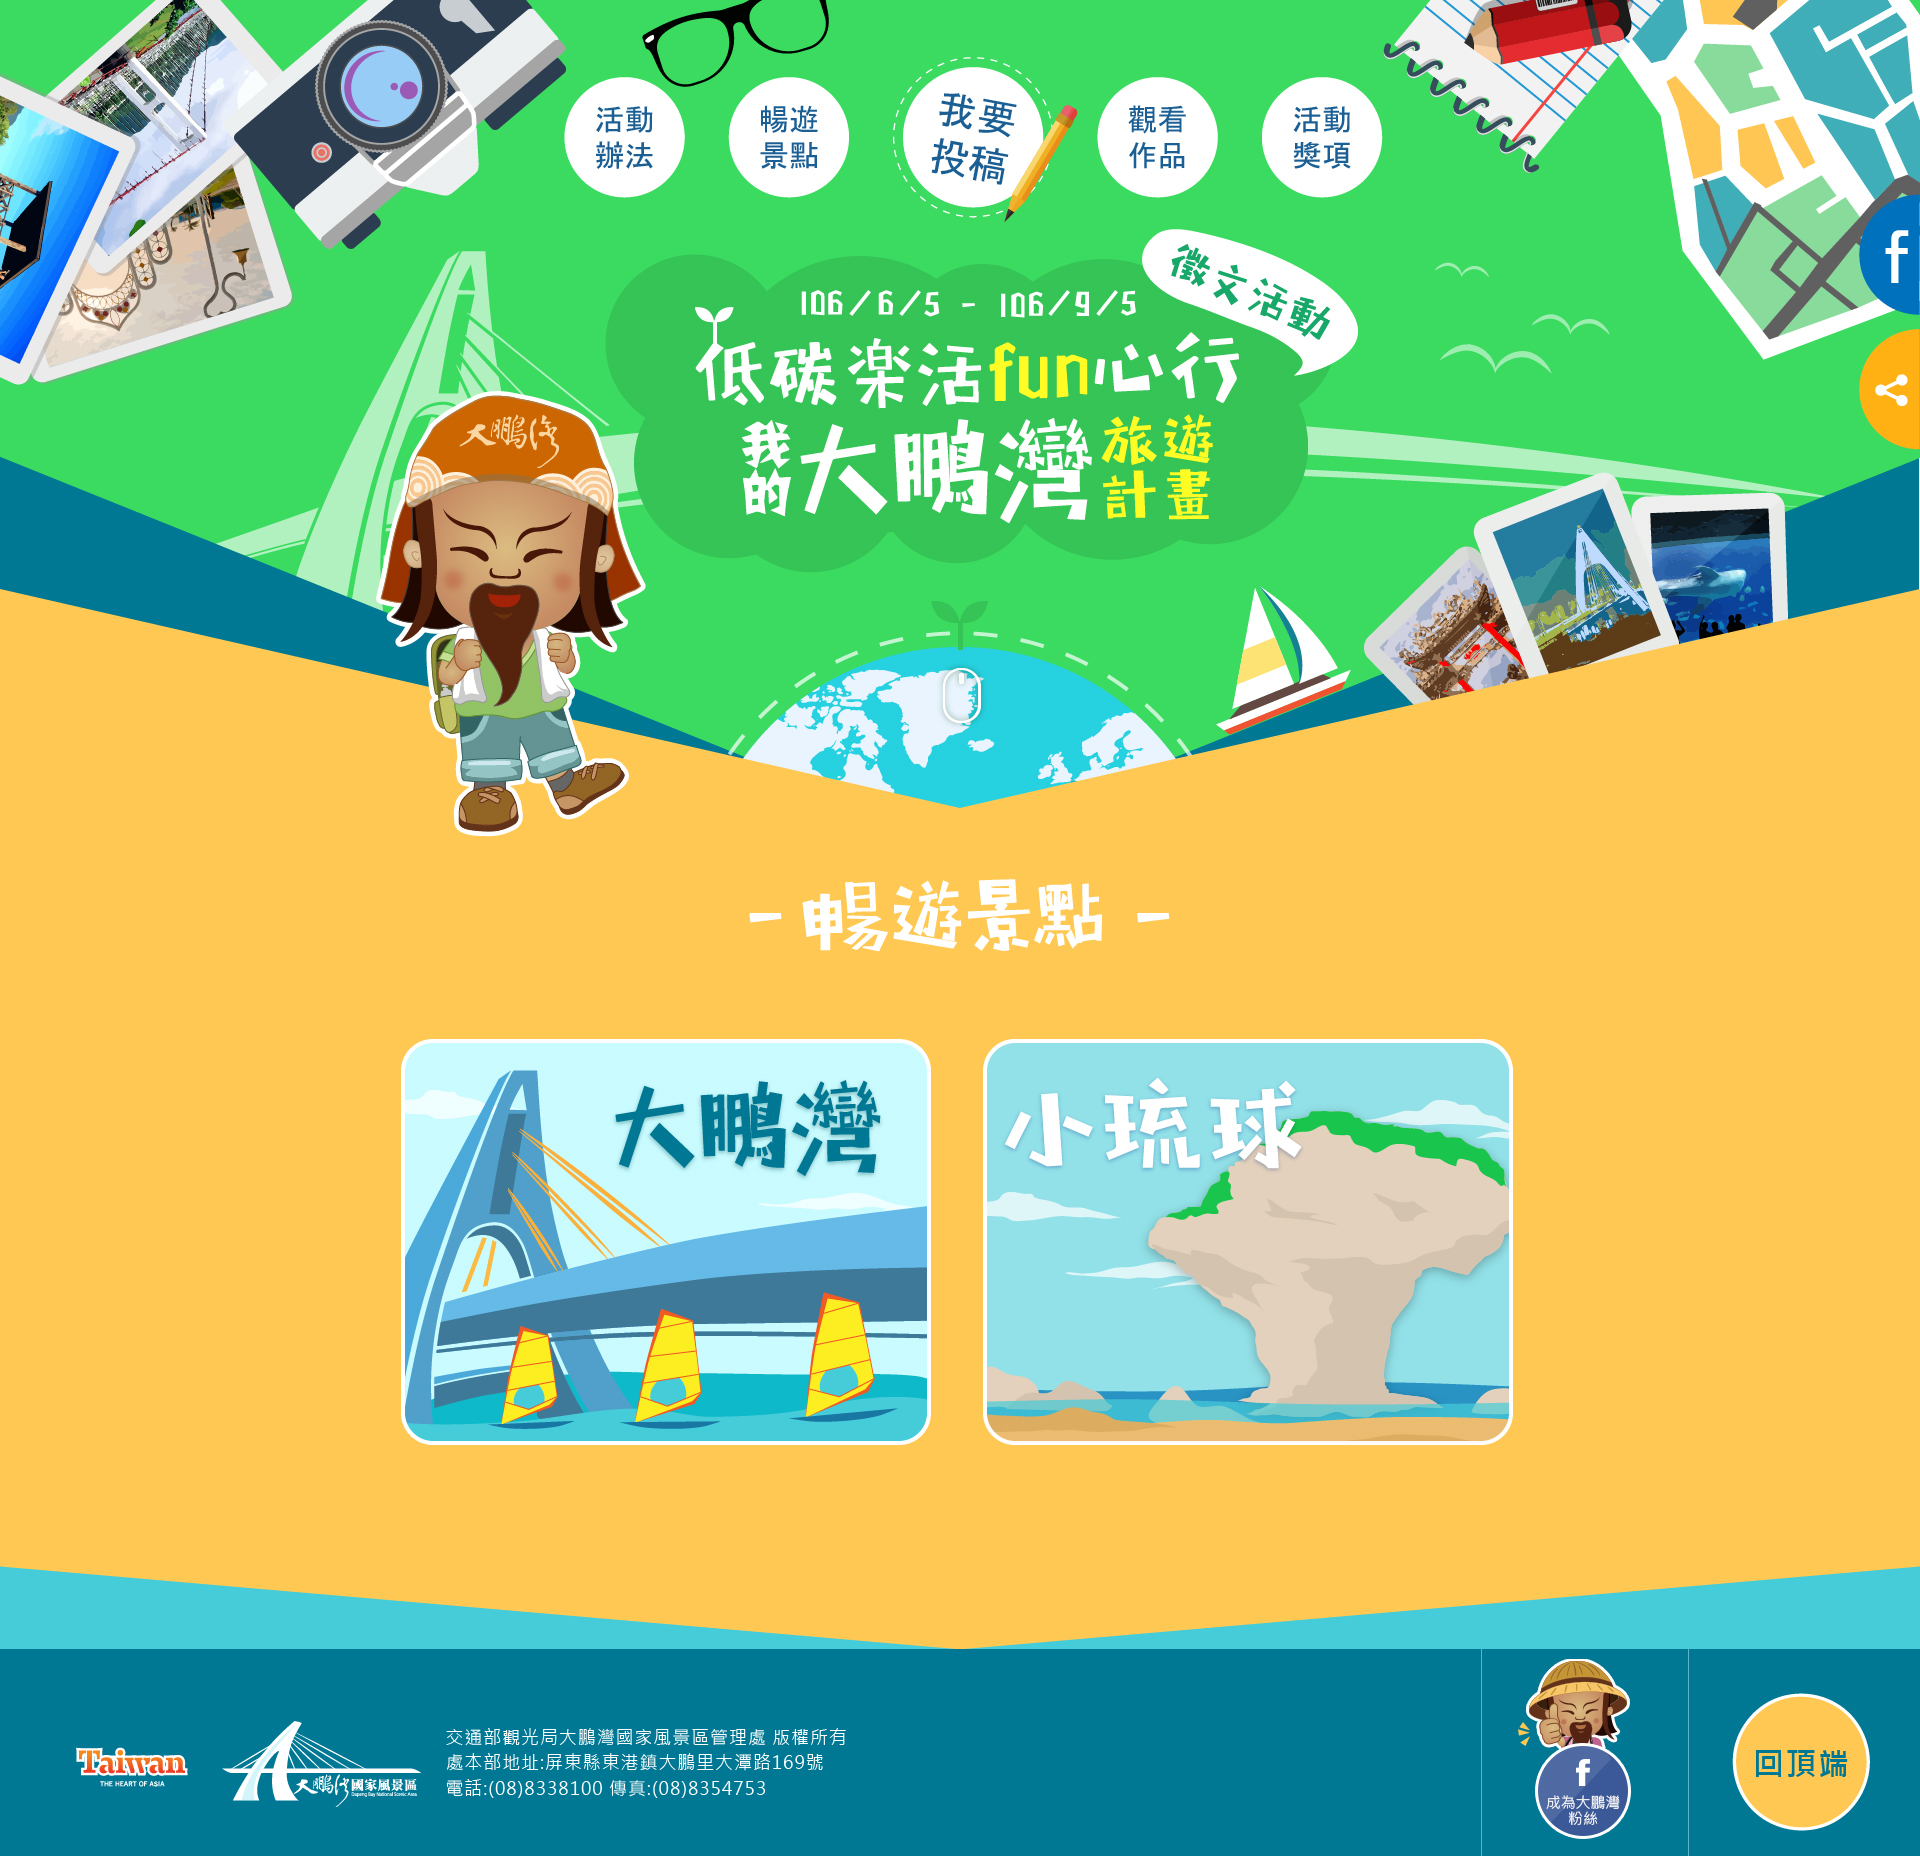 活動
辦法
暢遊
景點
我要
投稿
觀看
作品
活動
獎項
徵文活動
106/6/5 - 106/9/5
低碳樂活fun心行
我的大鵬灣旅遊計畫
大鵬灣
- 暢遊景點 -
大鵬灣
小琉球
Taiwan
THE HEART OF ASIA
大鵬灣國家風景區
Dapeng Bay National Scenic Area
交通部觀光局大鵬灣國家風景區管理處 版權所有
處本部地址:屏東縣東港鎮大鵬里大潭路169號
電話:(08)8338100 傳真:(08)8354753
成為大鵬灣
粉絲
回頂端